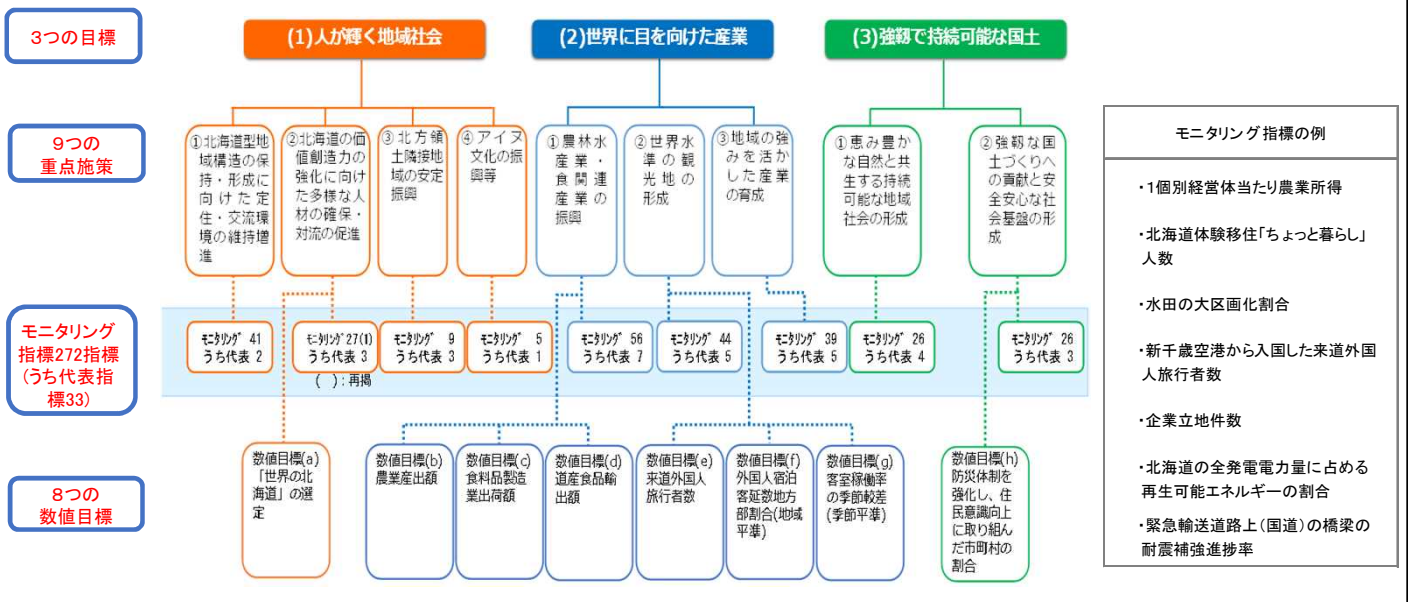 3つの目標
(1)人が輝く地域社会
(2)世界に目を向けた産業
(3)強靱で持続可能な国土
9つの
重点施策
①北海道型地
域構造の保
持・形成に
向けた定
住・交流環
境の維持増
進
②北海道の価
値創造力の
強化に向け
た多様な人
材の確保・
対流の促進
③北方領
土隣接地
域の安定
振興
④アイヌ
文化の振
興等
①農林水
産業・
食関連
産業の
振興
②世界水
準の観
光地の
形成
③地域の強
みを活か
した産業
の育成
①恵み豊か
な自然と共
生する持続
可能な地域
社会の形成
②強靱な国
土づくりへ
の貢献と安
全安心な社
会基盤の形
成
モニタリング
指標272指標
(うち代表指
標33)
ﾓﾆﾀﾘﾝｸﾞ 41
うち代表 2
ﾓﾆﾀﾘﾝｸﾞ27(1)
うち代表 3
( ):再掲
ﾓﾆﾀﾘﾝｸﾞ 9
うち代表 3
ﾓﾆﾀﾘﾝｸﾞ 5
うち代表 1
ﾓﾆﾀﾘﾝｸﾞ 56
うち代表 7
ﾓﾆﾀﾘﾝｸﾞ 44
うち代表 5
ﾓﾆﾀﾘﾝｸﾞ 39
うち代表 5
ﾓﾆﾀﾘﾝｸﾞ 26
うち代表 4
ﾓﾆﾀﾘﾝｸﾞ 26
うち代表 3
8つの
数値目標
数値目標(a)
「世界の北
海道」の選
定
数値目標(b)
農業産出額
数値目標(c)
食料品製造
業出荷額
数値目標(d)
道産食品輸
出額
数値目標(e)
来道外国人
旅行者数
数値目標(f)
外国人宿泊
客延数地方
部割合(地域
平準)
数値目標(g)
客室稼働率
の季節較差
(季節平準)
数値目標(h)
防災体制を
強化し、住
民意識向上
に取り組ん
だ市町村の
割合
モニタリング指標の例
・1個別経営体当たり農業所得
・北海道体験移住「ちょっと暮らし」
人数
・水田の大区画化割合
・新千歳空港から入国した来道外国
人旅行者数
・企業立地件数
・北海道の全発電電力量に占める
再生可能エネルギーの割合
・緊急輸送道路上(国道)の橋梁の
耐震補強進捗率